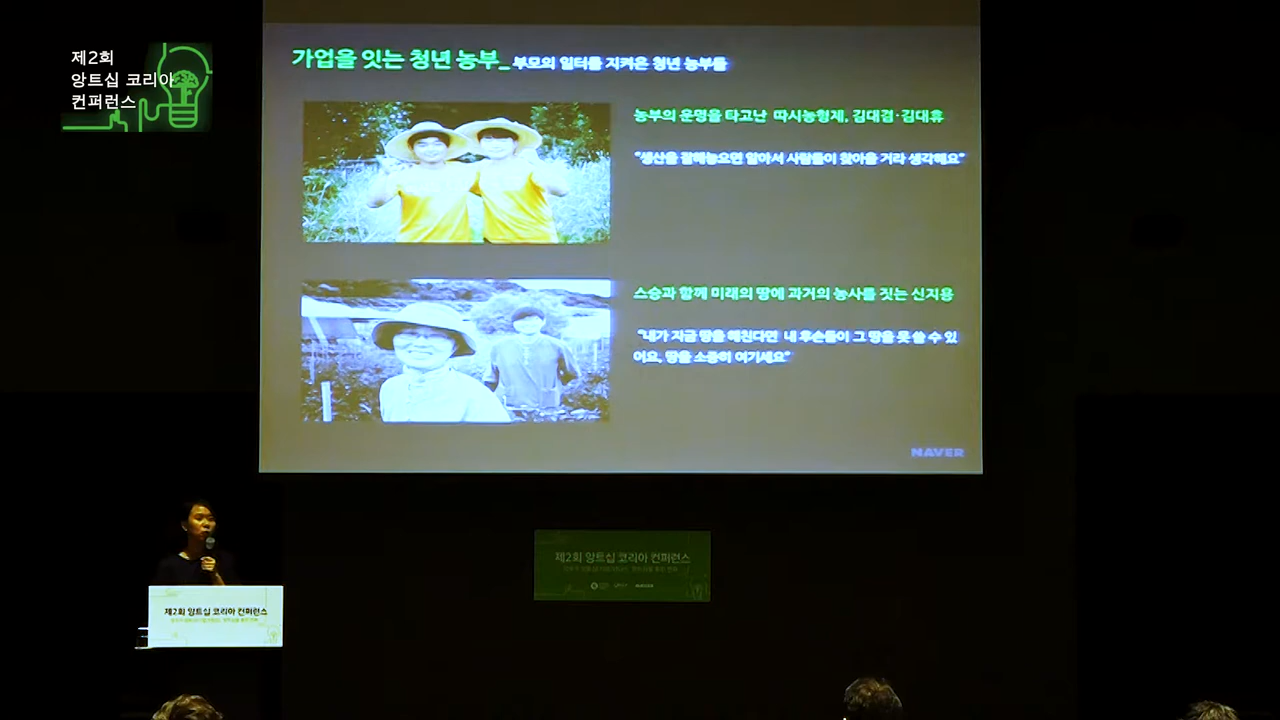 제2회
앙트십 코리아
컨퍼런스
가업을 잇는 청년 농부_부모의 일터를 지켜온 청년 농부들
농부의 운명을 타고난 따시농형제, 김대겸·김대휴
"생산을 잘해놓으면 알아서 사람들이 찾아올 거라 생각해요"
스승과 함께 미래의 땅에 과거의 농사를 짓는 신지용
"내가 지금 땅을 해친다면 내 후손들이 그 땅을 못 쓸 수 있
어요, 땅을 소중히 여기세요"
NAVER
제2회 앙트십 코리아 컨퍼런스
제2회 앙트십 코리아 컨퍼런스